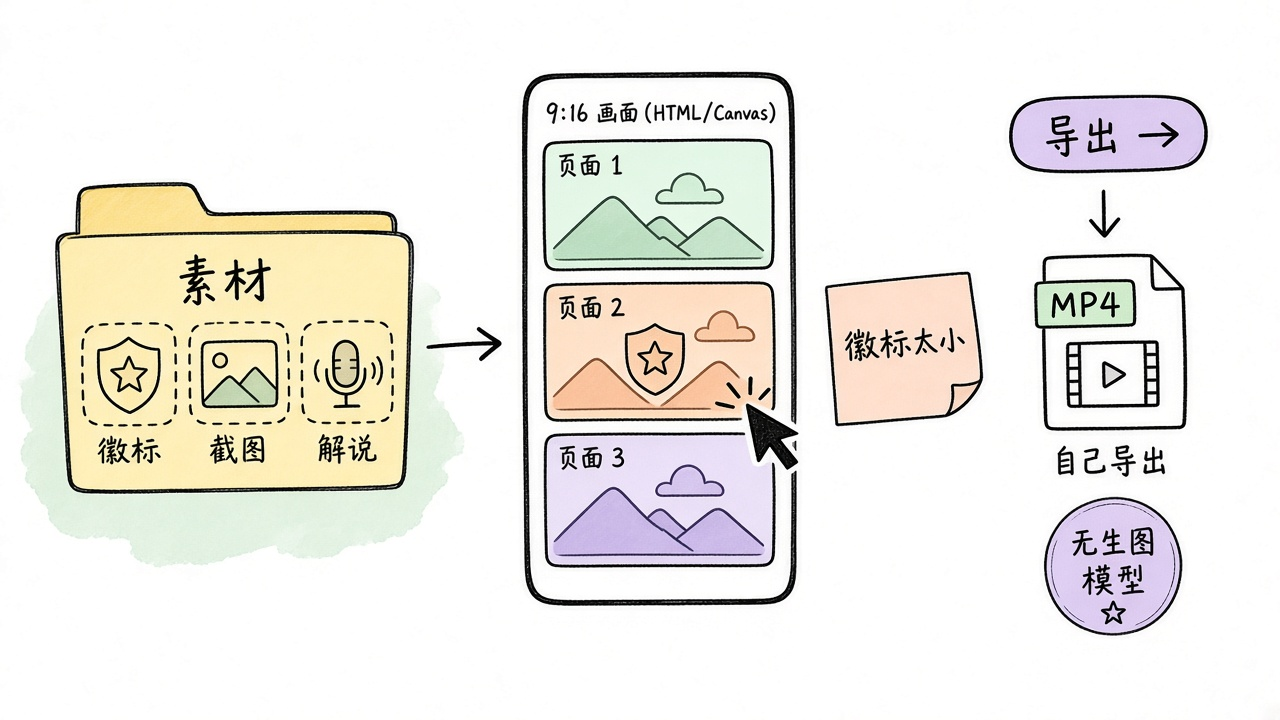 素材
徽标
截图
解说
9:16 画面 (HTML/Canvas)
页面 1
页面 2
页面 3
徽标太小
导出 →
MP4
自己导出
无生图
模型